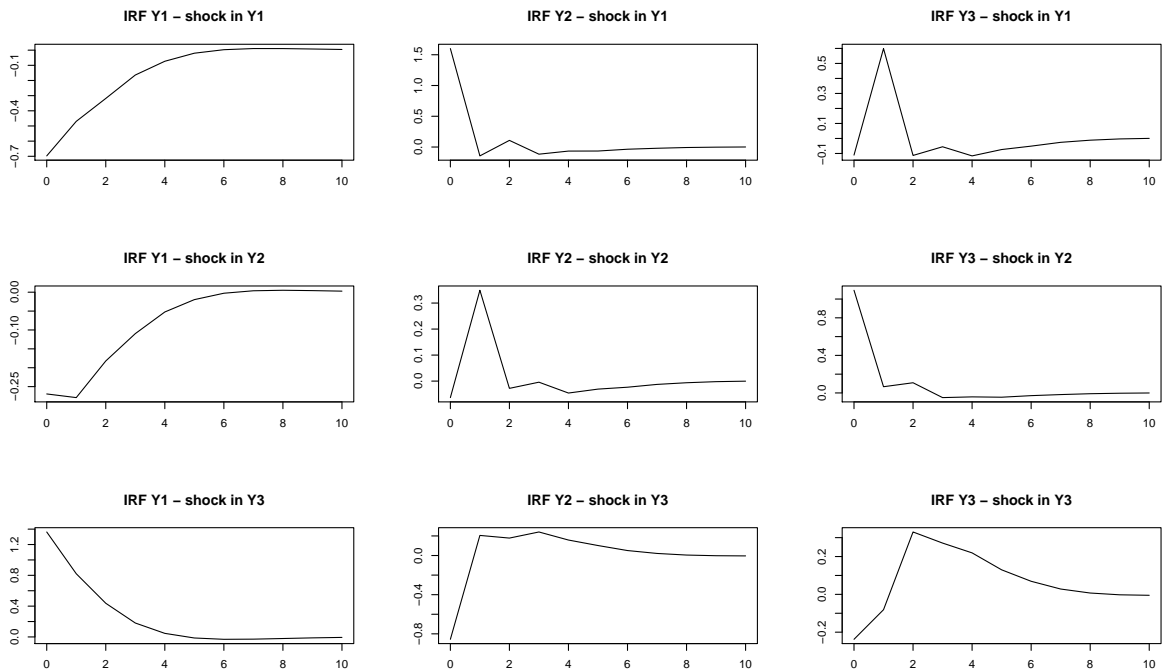 IRF Y1 − shock in Y1
−0.1
−0.4
−0.7
0 2 4 6 8 10
IRF Y2 − shock in Y1
1.5
1.0
0.5
0.0
0 2 4 6 8 10
IRF Y3 − shock in Y1
0.5
0.1
−0.1
0 2 4 6 8 10
IRF Y1 − shock in Y2
0.00
−0.10
−0.25
0 2 4 6 8 10
IRF Y2 − shock in Y2
0.3
0.2
0.1
0.0
0 2 4 6 8 10
IRF Y3 − shock in Y2
0.8
0.4
0.0
0 2 4 6 8 10
IRF Y1 − shock in Y3
1.2
0.8
0.4
0.0
0 2 4 6 8 10
IRF Y2 − shock in Y3
0.0
−0.4
−0.8
0 2 4 6 8 10
IRF Y3 − shock in Y3
0.2
0.0
−0.2
0 2 4 6 8 10